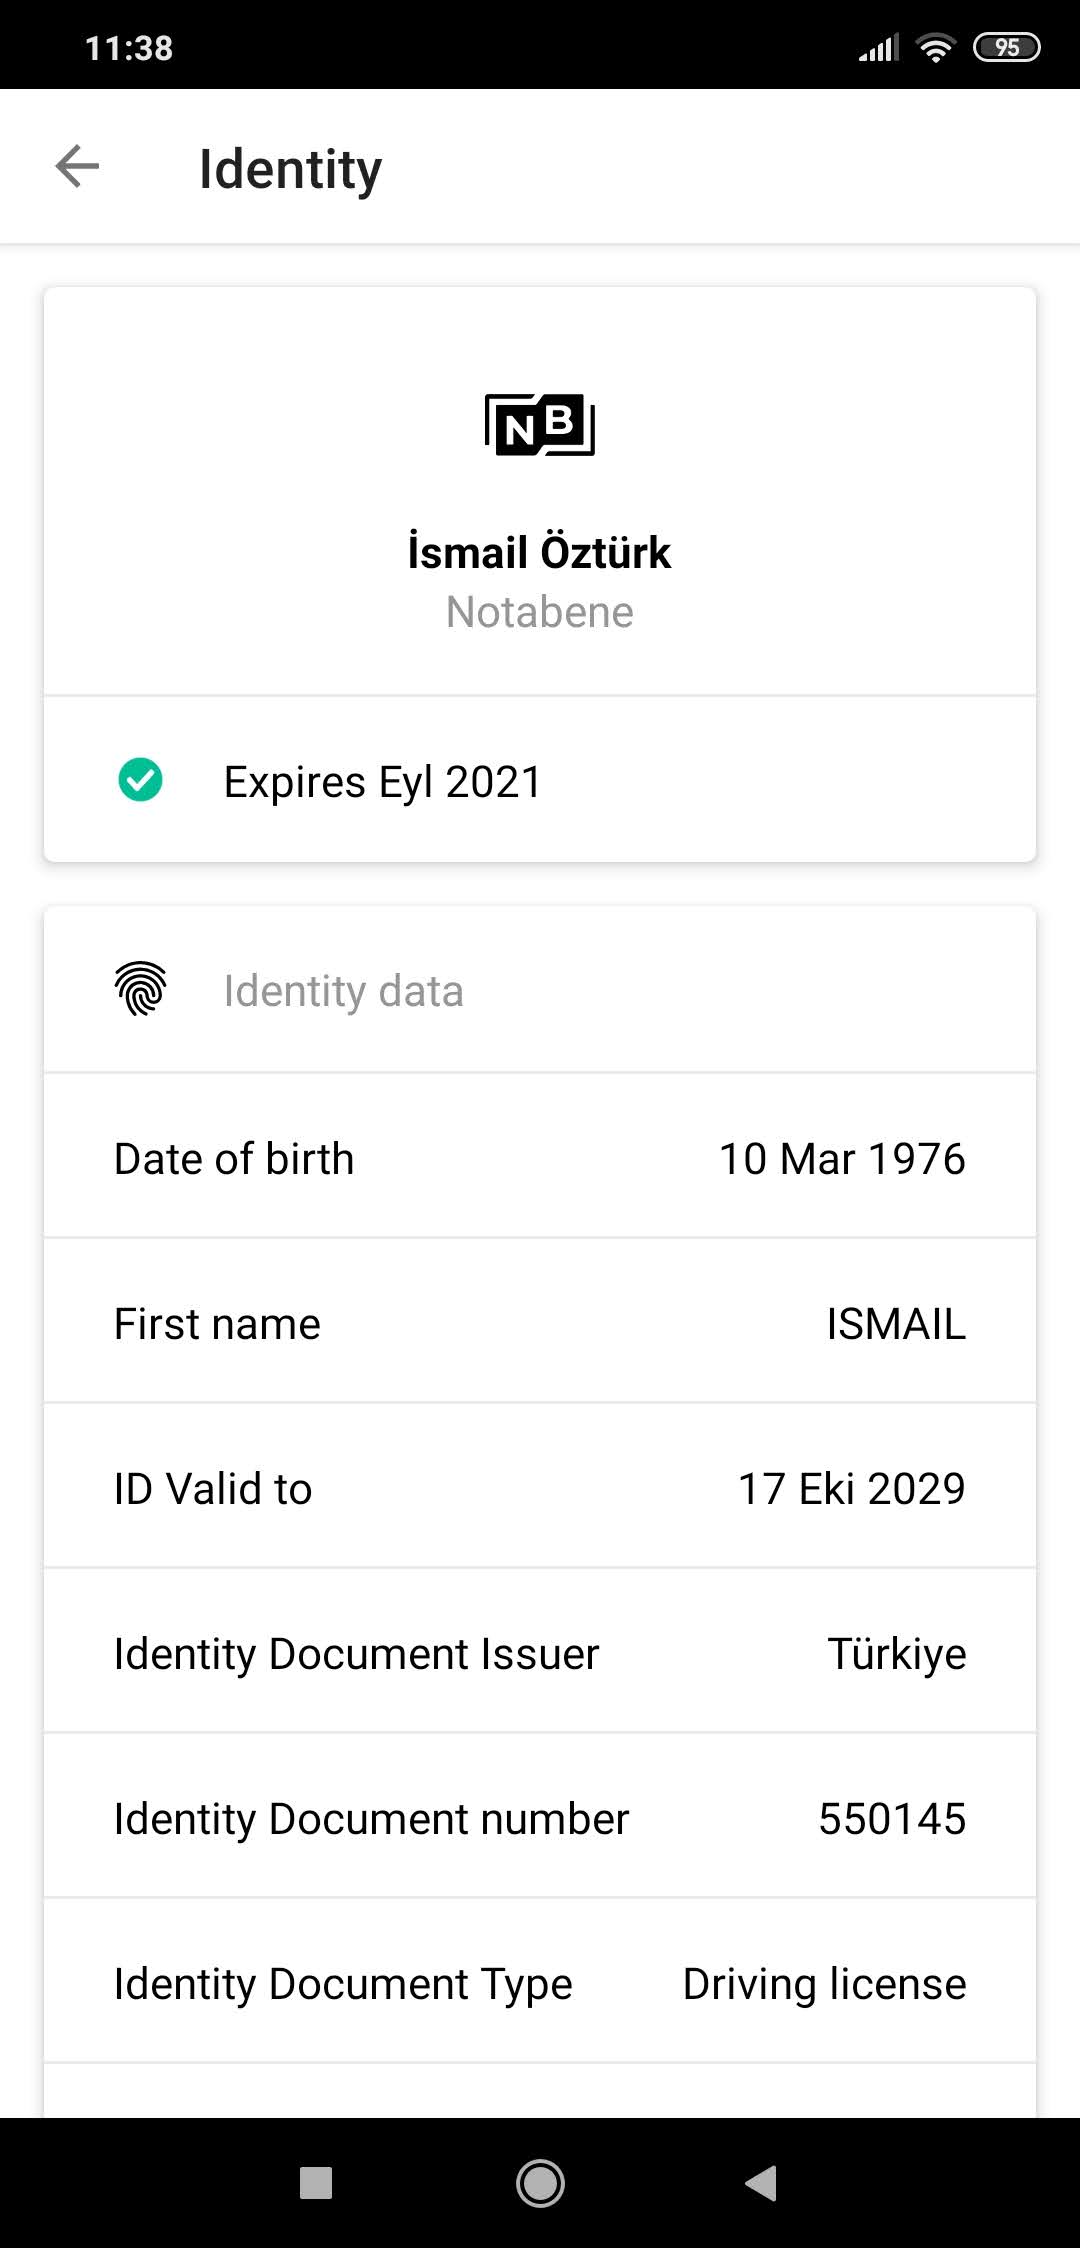 11:38
95
Identity
NB
İsmail Öztürk
Notabene
Expires Eyl 2021
Identity data
Date of birth 10 Mar 1976
First name ISMAIL
ID Valid to 17 Eki 2029
Identity Document Issuer Türkiye
Identity Document number 550145
Identity Document Type Driving license